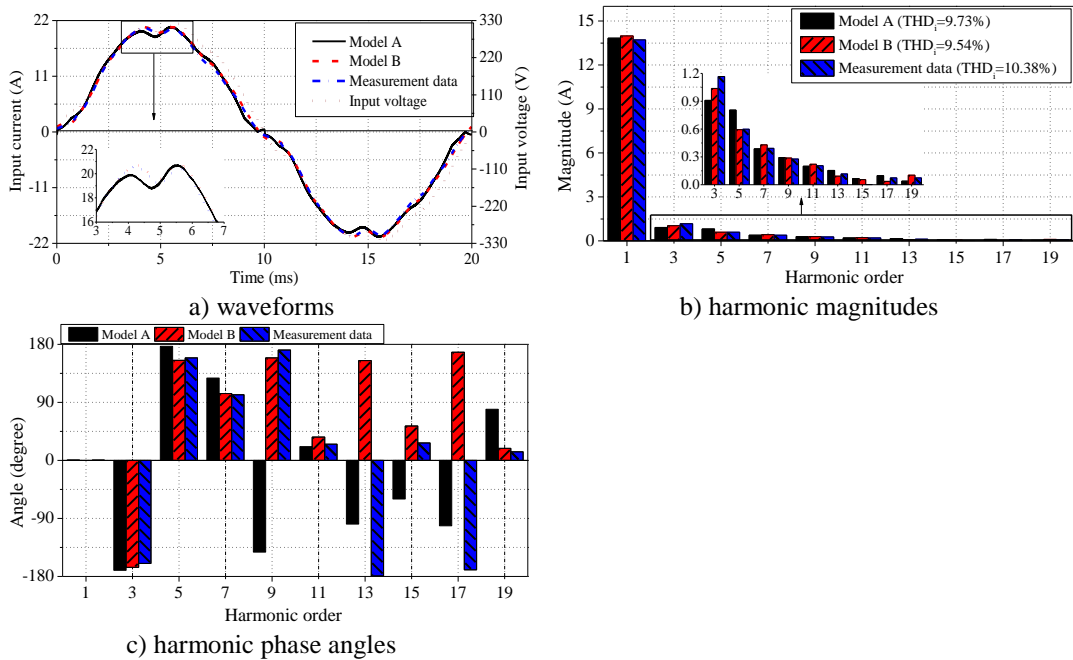 22
11
0
-11
-22
Input current (A)
330
220
110
0
-110
-220
-330
Input voltage (V)
Model A
Model B
Measurement data
Input voltage
22
21
20
19
18
16
3 4 5 6 7
0 5 10 15 20
Time (ms)
a) waveforms
15
12
9
6
3
0
Magnitude (A)
Model A (THDi=9.73%)
Model B (THDi=9.54%)
Measurement data (THDi=10.38%)
1.2
0.9
0.6
0.3
0.0
3 5 7 9 11 13 15 17 19
1 3 5 7 9 11 13 15 17 19
Harmonic order
b) harmonic magnitudes
Model A Model B Measurement data
180
90
0
-90
-180
Angle (degree)
1 3 5 7 9 11 13 15 17 19
Harmonic order
c) harmonic phase angles